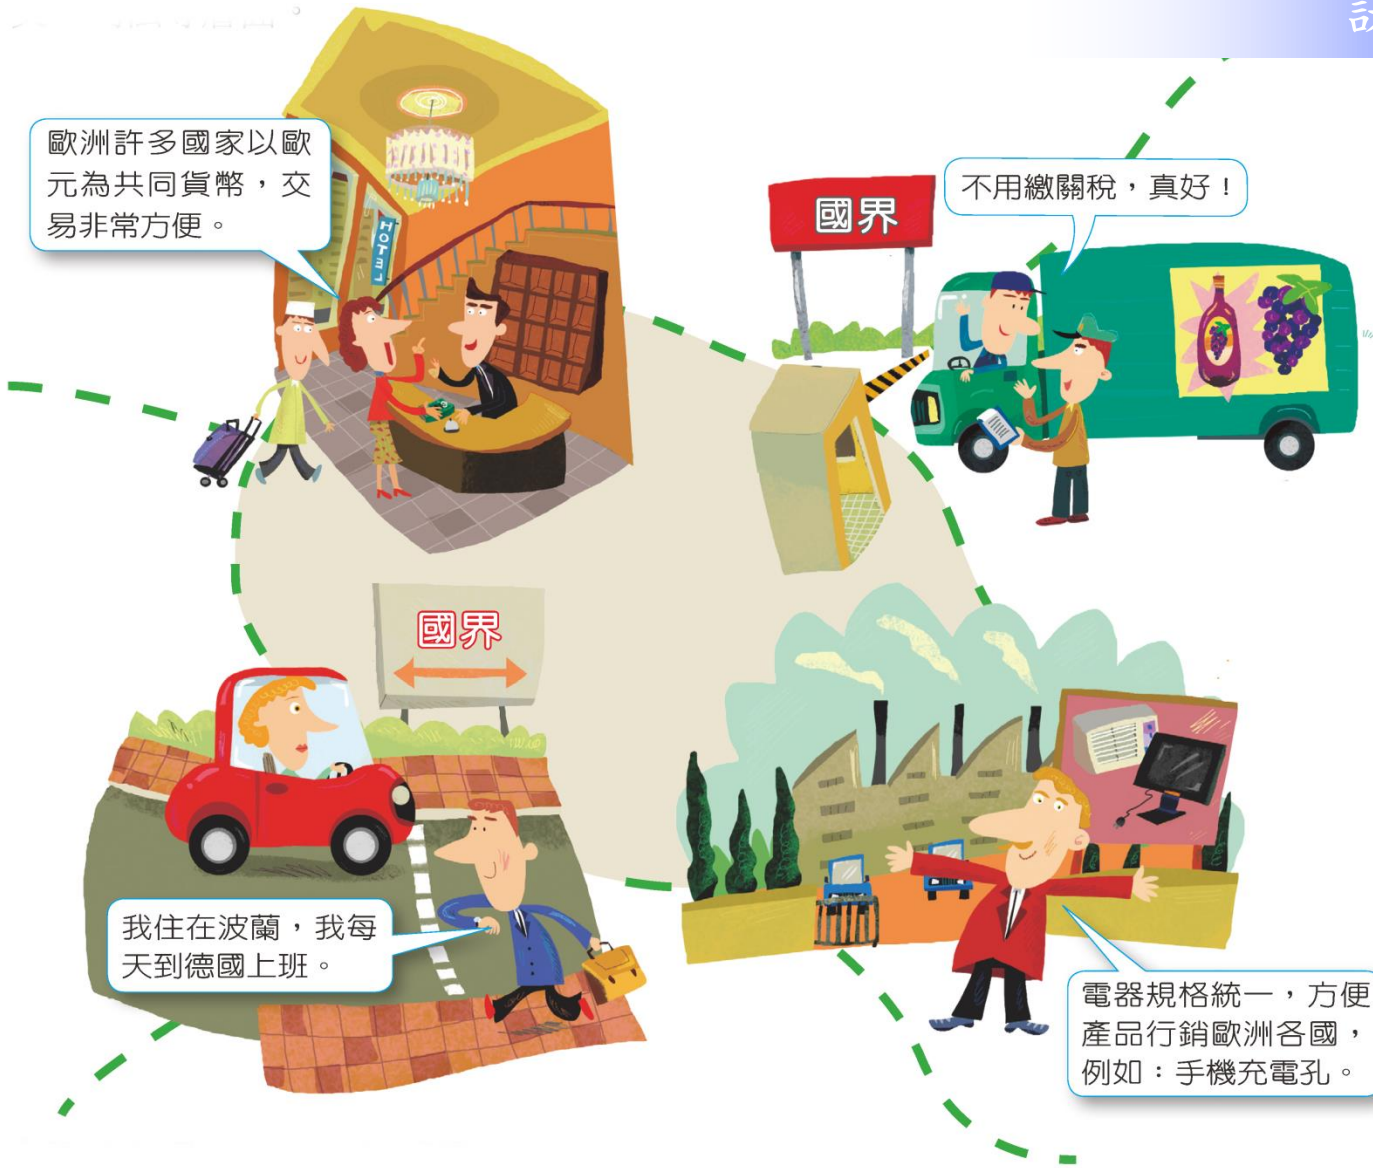 歐洲許多國家以歐
元為共同貨幣，交
易非常方便。
HOTEL
國界
不用繳關稅，真好！
國界
我住在波蘭，我每
天到德國上班。
電器規格統一，方便
產品行銷歐洲各國，
例如：手機充電孔。